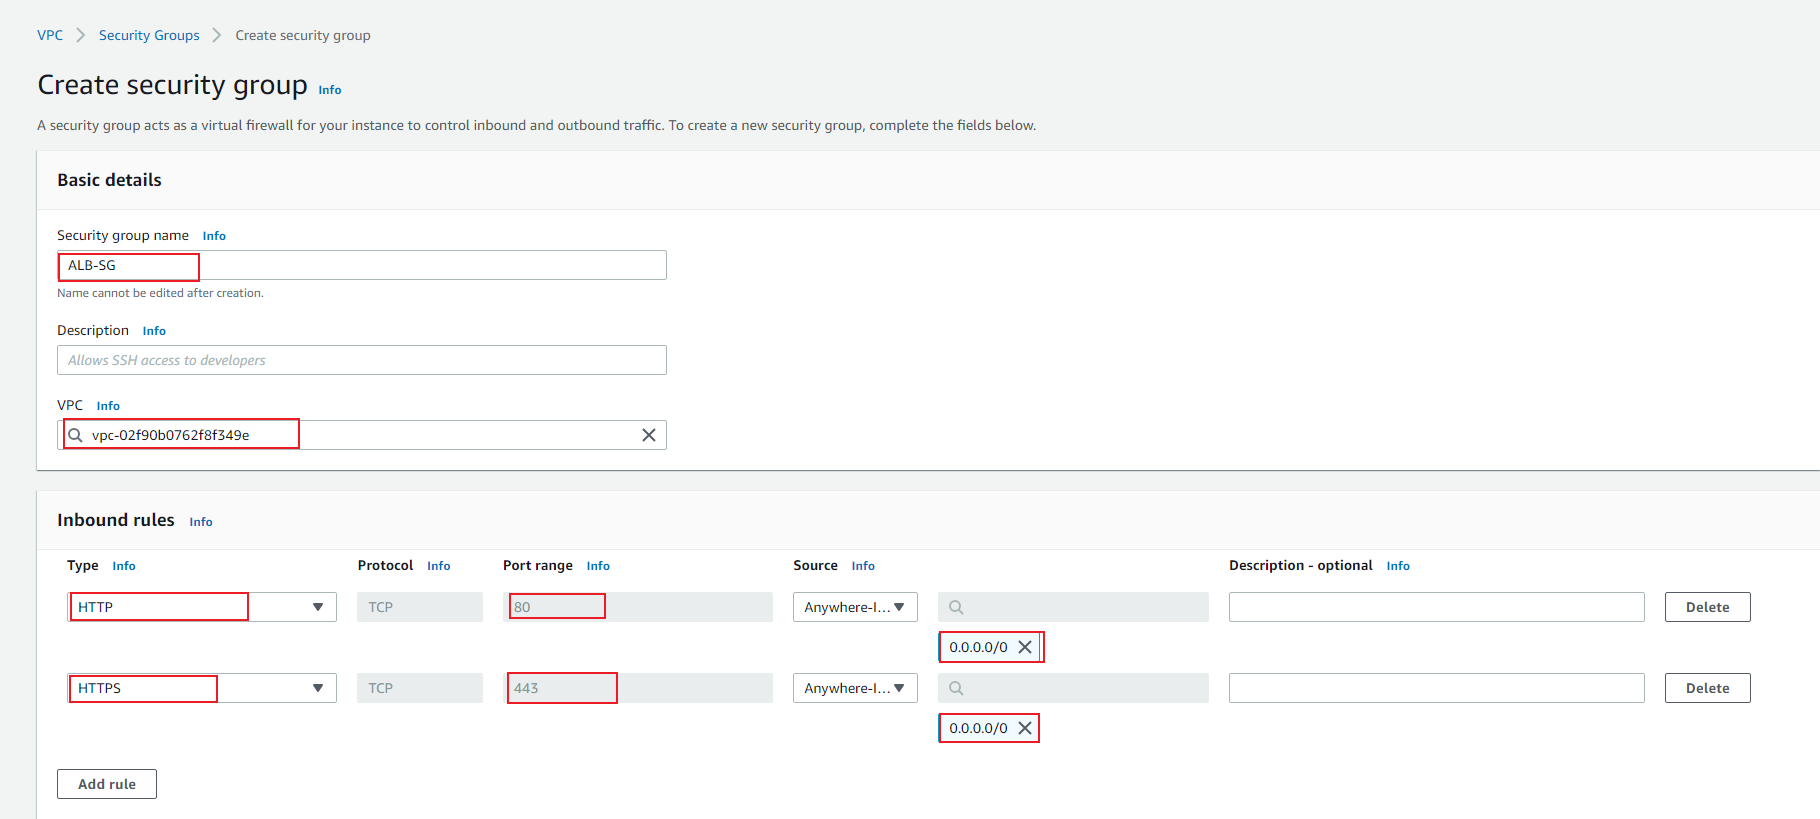 VPC > Security Groups > Create security group
Create security group Info
A security group acts as a virtual firewall for your instance to control inbound and outbound traffic. To create a new security group, complete the fields below.
Basic details
Security group name Info
ALB-SG
Name cannot be edited after creation.
Description Info
Allows SSH access to developers
VPC Info
vpc-02f90b0762f8f349e
Inbound rules Info
Type Info Protocol Info Port range Info Source Info Description - optional Info
HTTP TCP 80 Anywhere-I... Delete
0.0.0.0/0
HTTPS TCP 443 Anywhere-I... Delete
0.0.0.0/0
Add rule